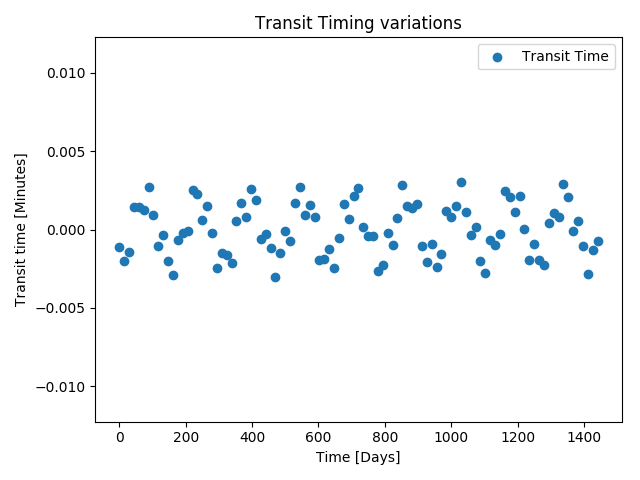 Transit Timing variations
Transit Time
Transit time [Minutes]
0.010
0.005
0.000
−0.005
−0.010
0 200 400 600 800 1000 1200 1400
Time [Days]